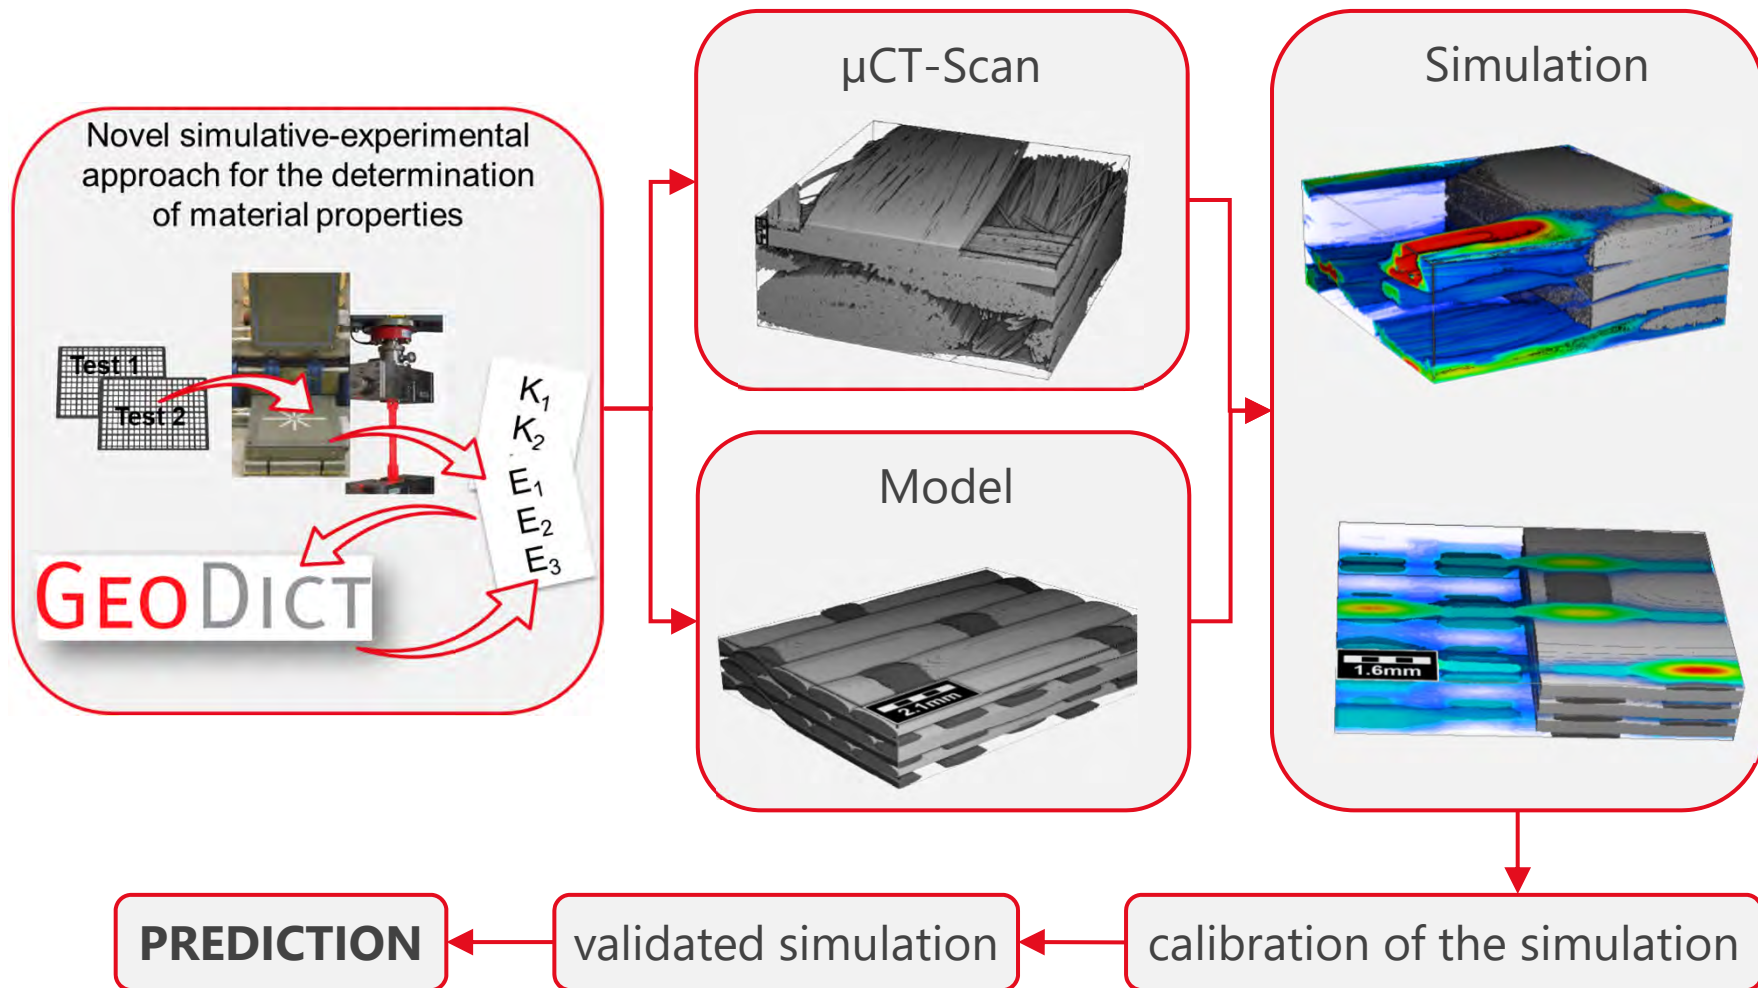 Novel simulative-experimental
approach for the determination
of material properties
Test 1
Test 2
K1
K2
E1
E2
E3
GEODICT
µCT-Scan
Model
2.1mm
Simulation
1.6mm
calibration of the simulation
validated simulation
PREDICTION